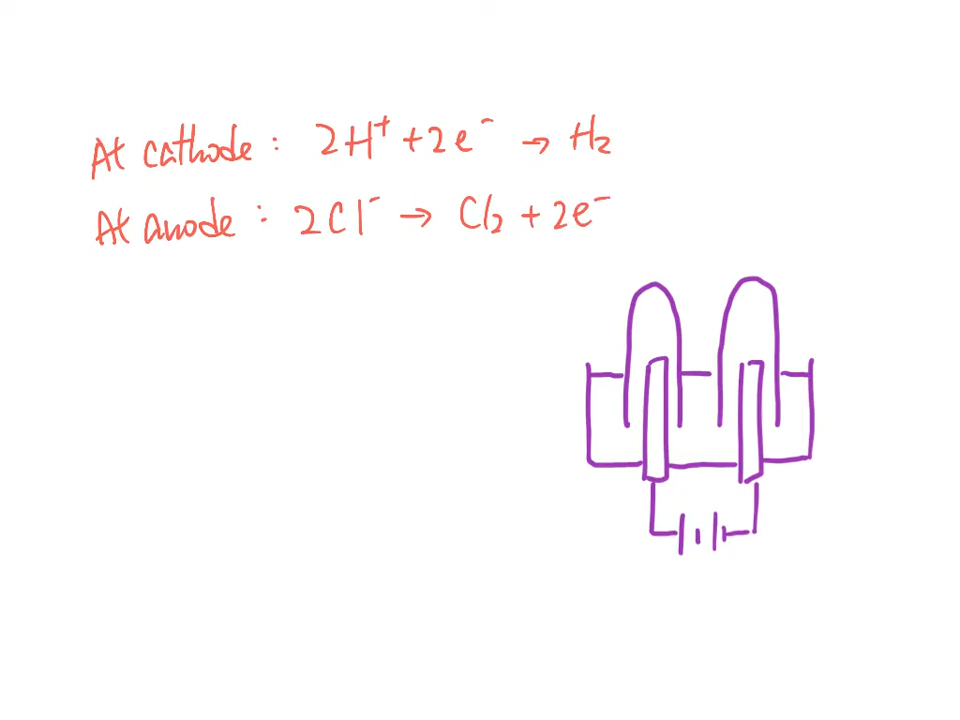 At cathode : 2H⁺ + 2e⁻ → H₂
At anode : 2Cl⁻ → Cl₂ + 2e⁻